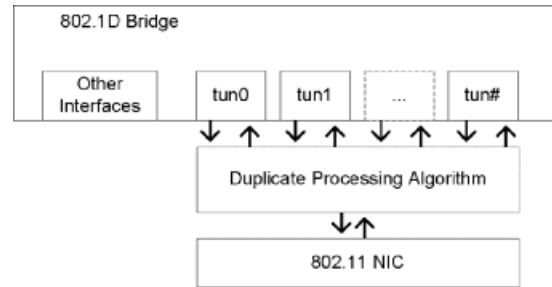 802.1D Bridge
Other
Interfaces
tun0
tun1
...
tun#
Duplicate Processing Algorithm
802.11 NIC